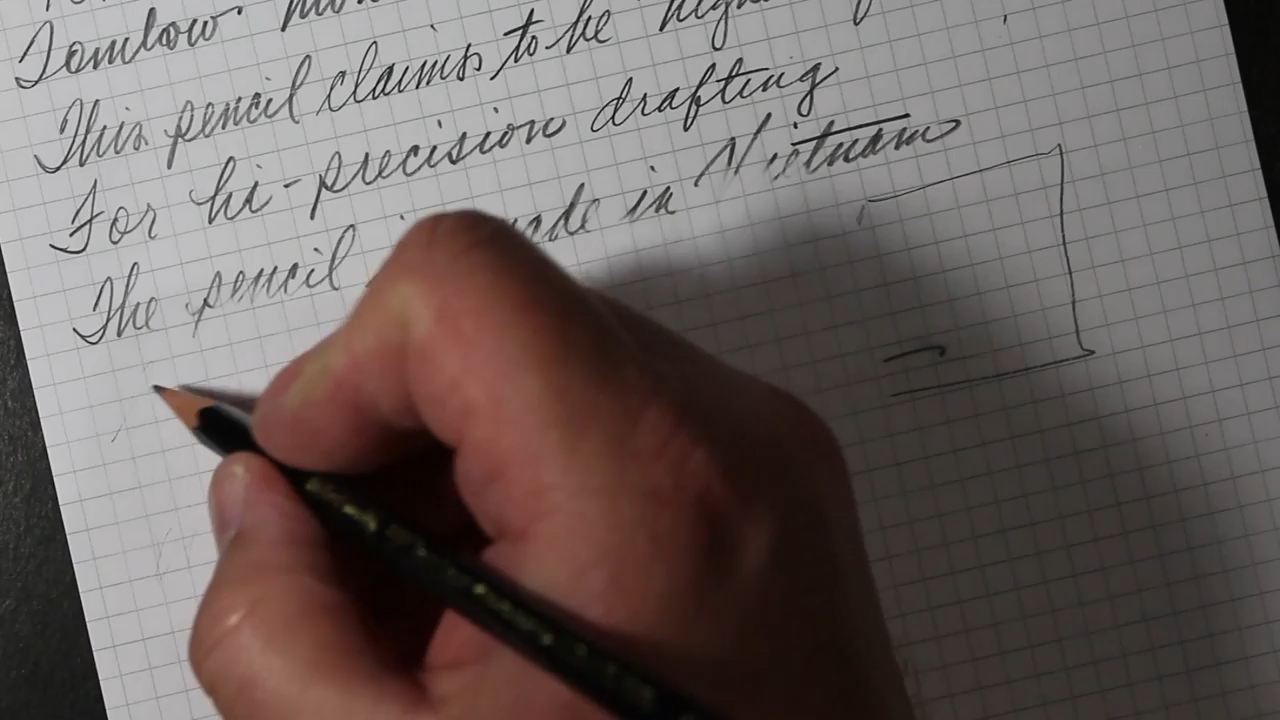 Tombow
This pencil claims to be
For hi-precision drafting
The pencil made in Vietnam